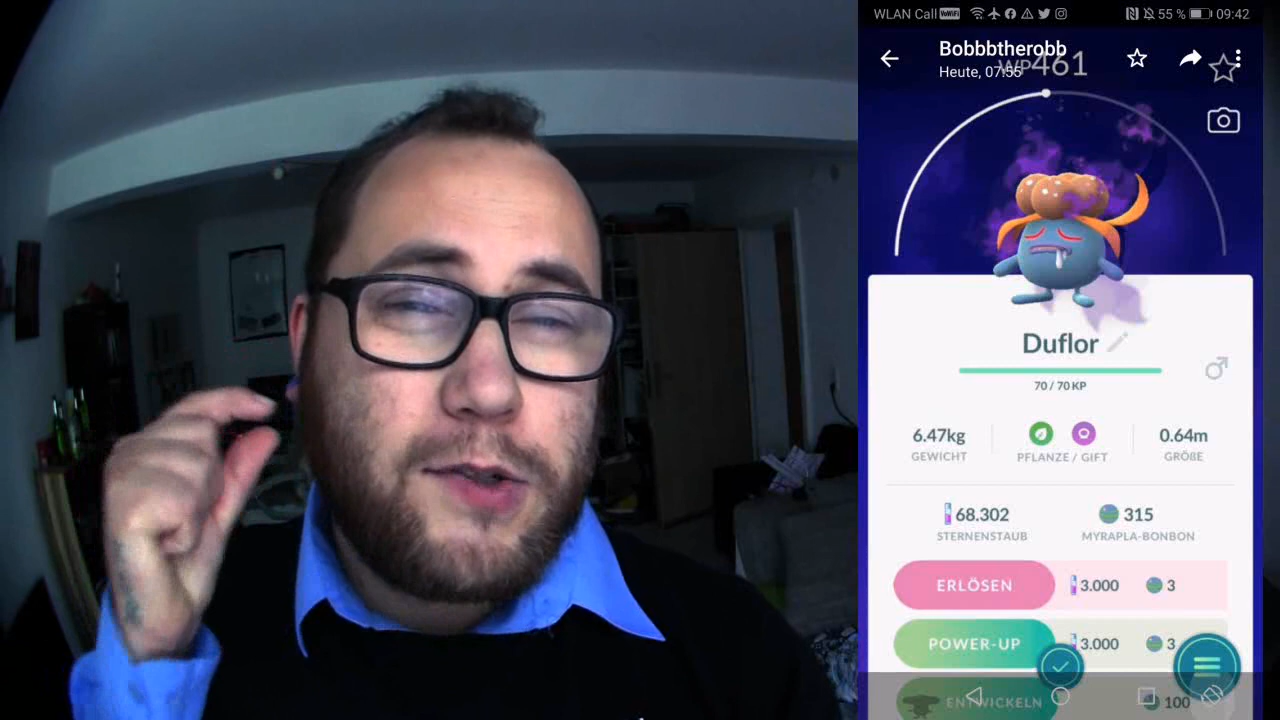 WLAN Call VoWiFi 55 % 09:42
Bobbbtherobb
Heute, 07:55
WP461
Duflor
70 / 70 KP
6.47kg
GEWICHT
PFLANZE / GIFT
0.64m
GRÖßE
68.302
STERNENSTAUB
315
MYRAPLA-BONBON
ERLÖSEN 3.000 3
POWER-UP 3.000 3
ENTWICKELN 100